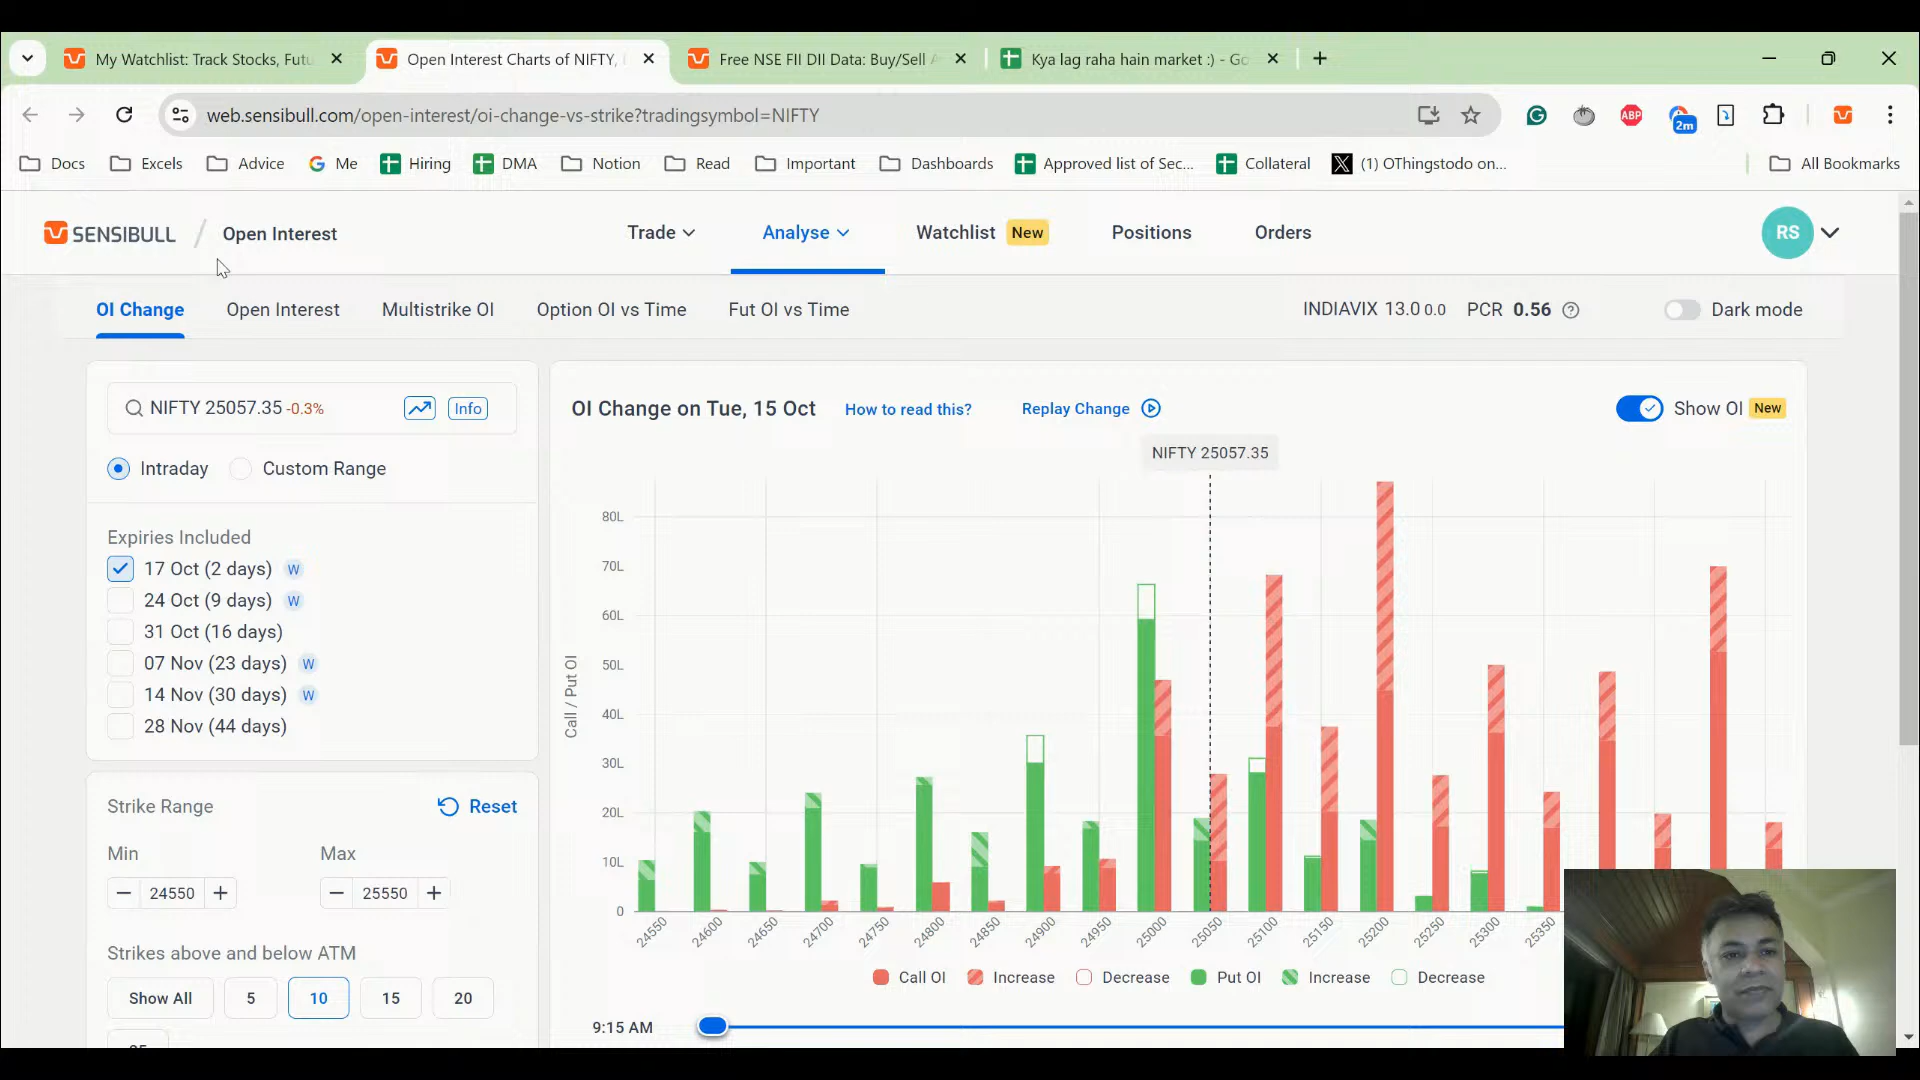 My Watchlist: Track Stocks, Futu
Open Interest Charts of NIFTY,
Free NSE FII DII Data: Buy/Sell A
Kya lag raha hain market :) - Go
web.sensibull.com/open-interest/oi-change-vs-strike?tradingsymbol=NIFTY
ABP
2m
Docs
Excels
Advice
Me
Hiring
DMA
Notion
Read
Important
Dashboards
Approved list of Sec...
Collateral
(1) OThingstodo on...
All Bookmarks
SENSIBULL
Open Interest
Trade
Analyse
Watchlist New
Positions
Orders
RS
OI Change
Open Interest
Multistrike OI
Option OI vs Time
Fut OI vs Time
INDIAVIX 13.0 0.0
PCR 0.56
Dark mode
NIFTY 25057.35 -0.3%
Info
Intraday
Custom Range
Expiries Included
17 Oct (2 days) W
24 Oct (9 days) W
31 Oct (16 days)
07 Nov (23 days) W
14 Nov (30 days) W
28 Nov (44 days)
Strike Range
Reset
Min
Max
24550
25550
Strikes above and below ATM
Show All
5
10
15
20
OI Change on Tue, 15 Oct
How to read this?
Replay Change
Show OI New
NIFTY 25057.35
Call / Put OI
80L
70L
60L
50L
40L
30L
20L
10L
0
24550
24600
24650
24700
24750
24800
24850
24900
24950
25000
25050
25100
25150
25200
25250
25300
25350
Call OI
Increase
Decrease
Put OI
Increase
Decrease
9:15 AM